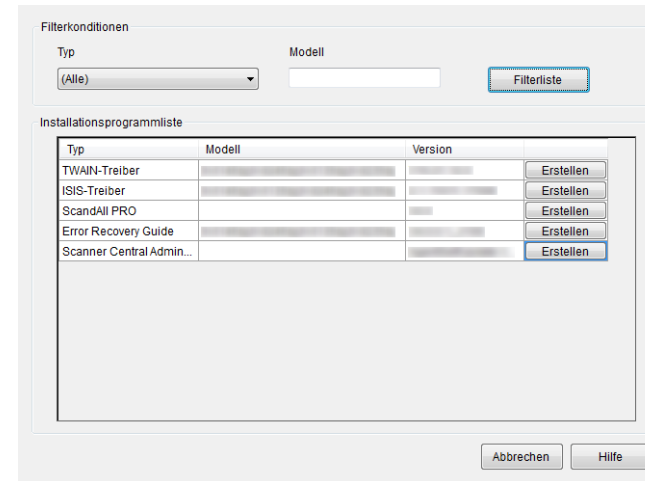 Filterkonditionen
Typ Modell
(Alle) Filterliste
Installationsprogrammliste
Typ Modell Version
TWAIN-Treiber Erstellen
ISIS-Treiber Erstellen
ScandAll PRO Erstellen
Error Recovery Guide Erstellen
Scanner Central Admin... Erstellen
Abbrechen Hilfe